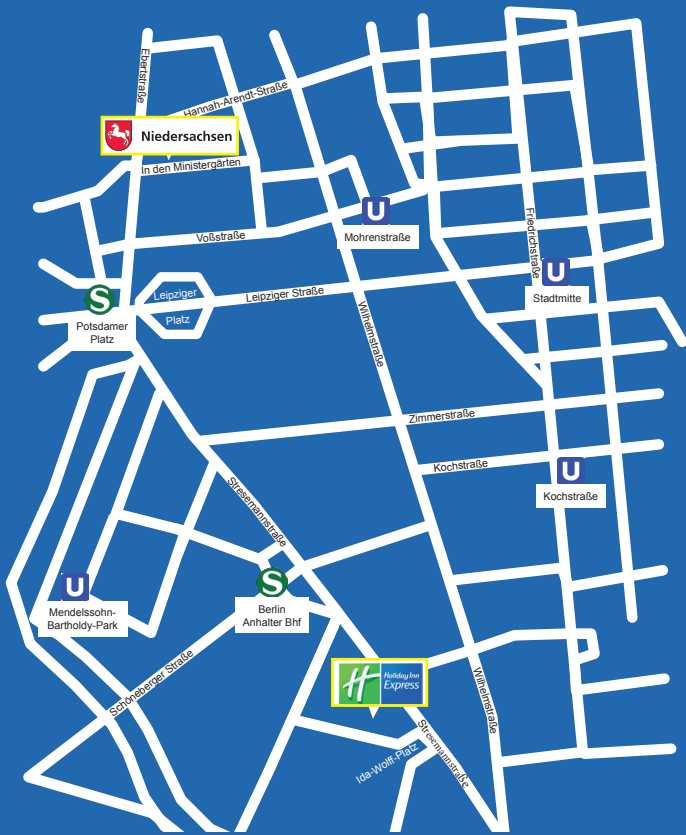 Ebertstraße
Hannah-Arendt-Straße
Niedersachsen
In den Ministergärten
U
Mohrenstraße
Voßstraße
Friedrichstraße
U
Stadtmitte
S
Potsdamer
Platz
Leipziger
Platz
Leipziger Straße
Wilhelmstraße
Zimmerstraße
Kochstraße
U
Kochstraße
Stresemannstraße
U
Mendelssohn-
Bartholdy-Park
S
Berlin
Anhalter Bhf
Schöneberger Straße
H
Holiday Inn
Express
Wilhelmstraße
Stresemannstraße
Ida-Wolff-Platz